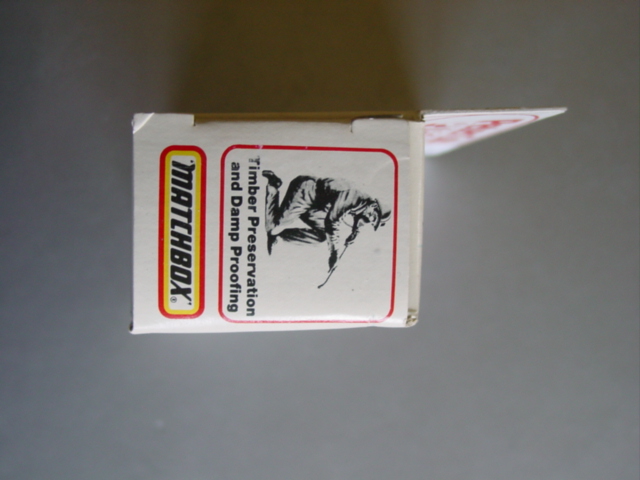 Timber Preservation
and Damp Proofing
"MATCHBOX"®